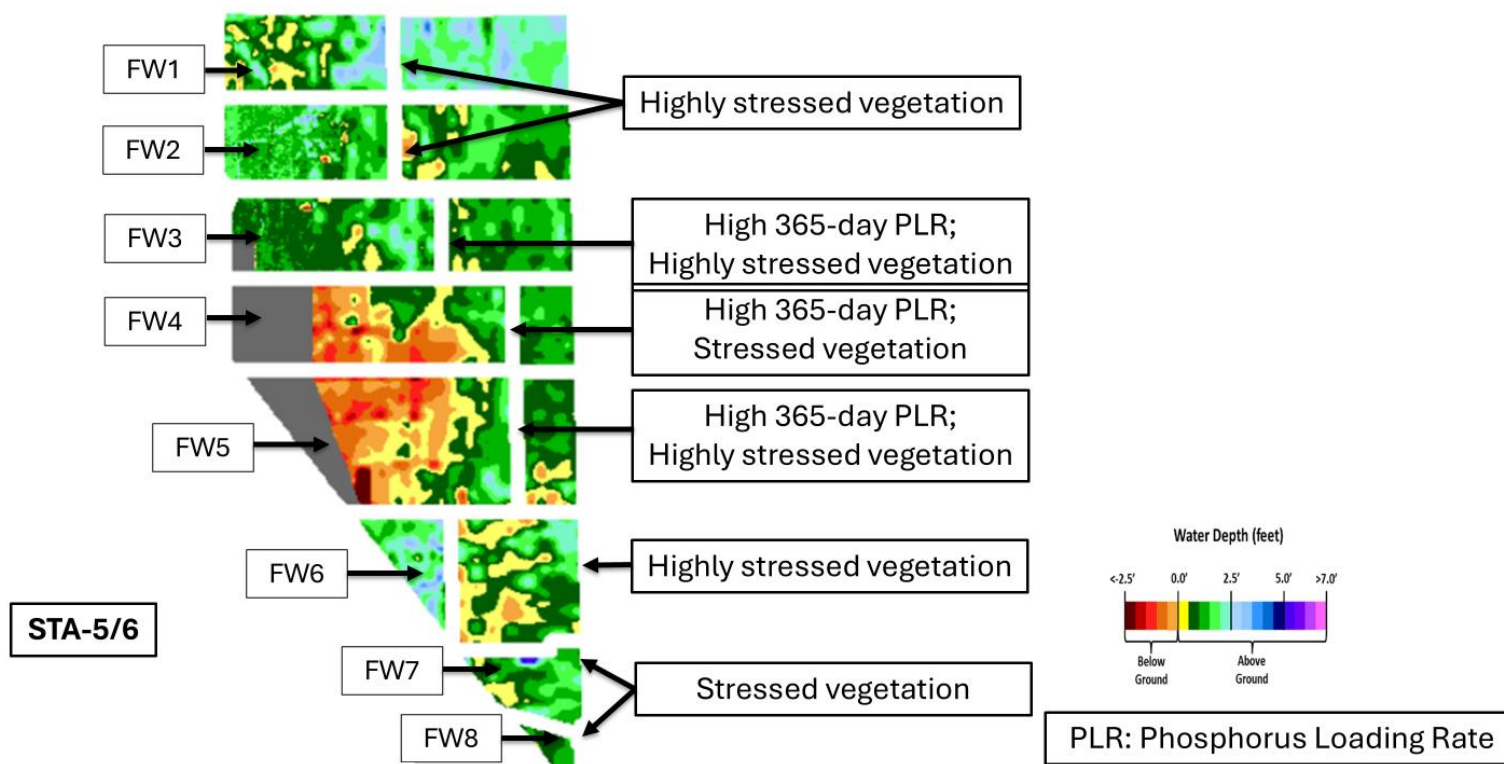 FW1
Highly stressed vegetation
FW2
FW3
High 365-day PLR;
Highly stressed vegetation
FW4
High 365-day PLR;
Stressed vegetation
FW5
High 365-day PLR;
Highly stressed vegetation
FW6
Highly stressed vegetation
STA-5/6
FW7
Stressed vegetation
FW8
Water Depth (feet)
<-2.5' 0.0' 2.5' 5.0' >7.0'
Below Above
Ground Ground
PLR: Phosphorus Loading Rate